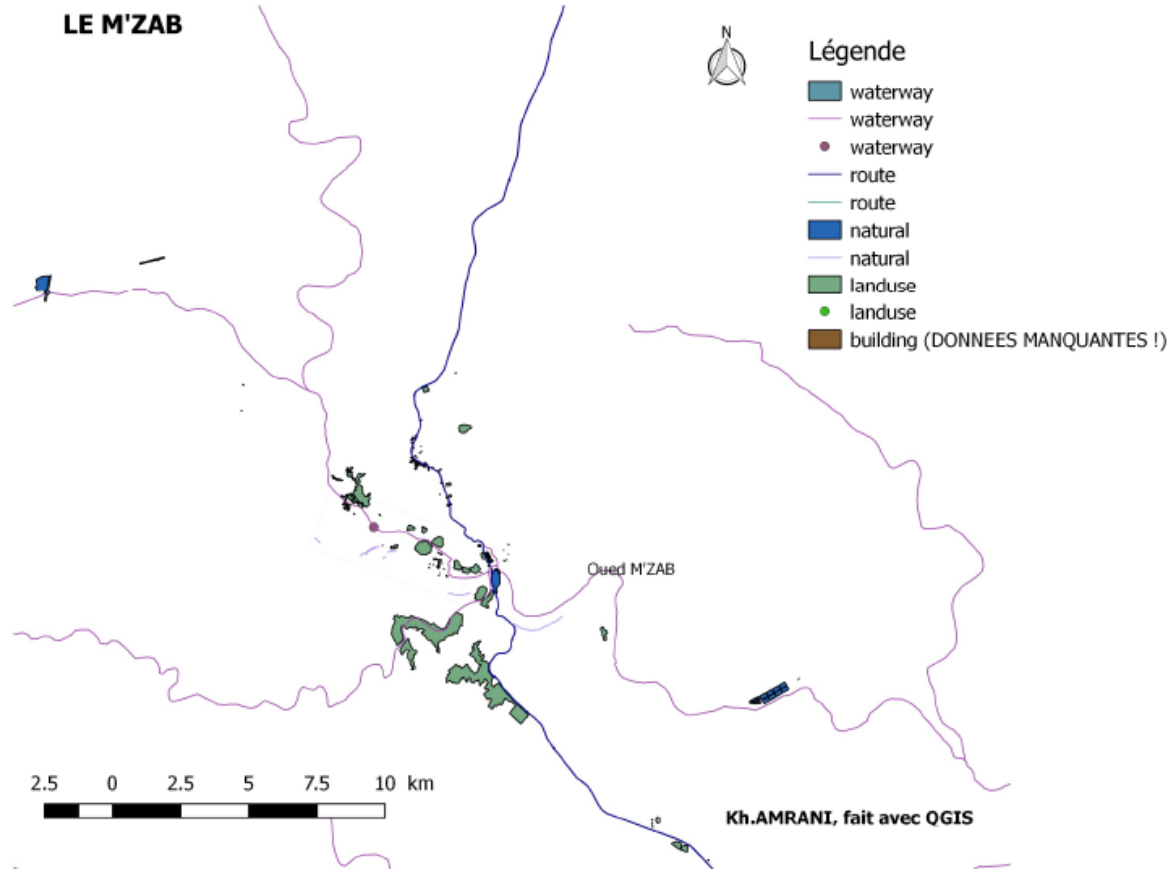 LE M'ZAB
N
Légende
waterway
waterway
waterway
route
route
natural
natural
landuse
landuse
building (DONNEES MANQUANTES !)
Oued M'ZAB
2.5 0 2.5 5 7.5 10 km
Kh.AMRANI, fait avec QGIS